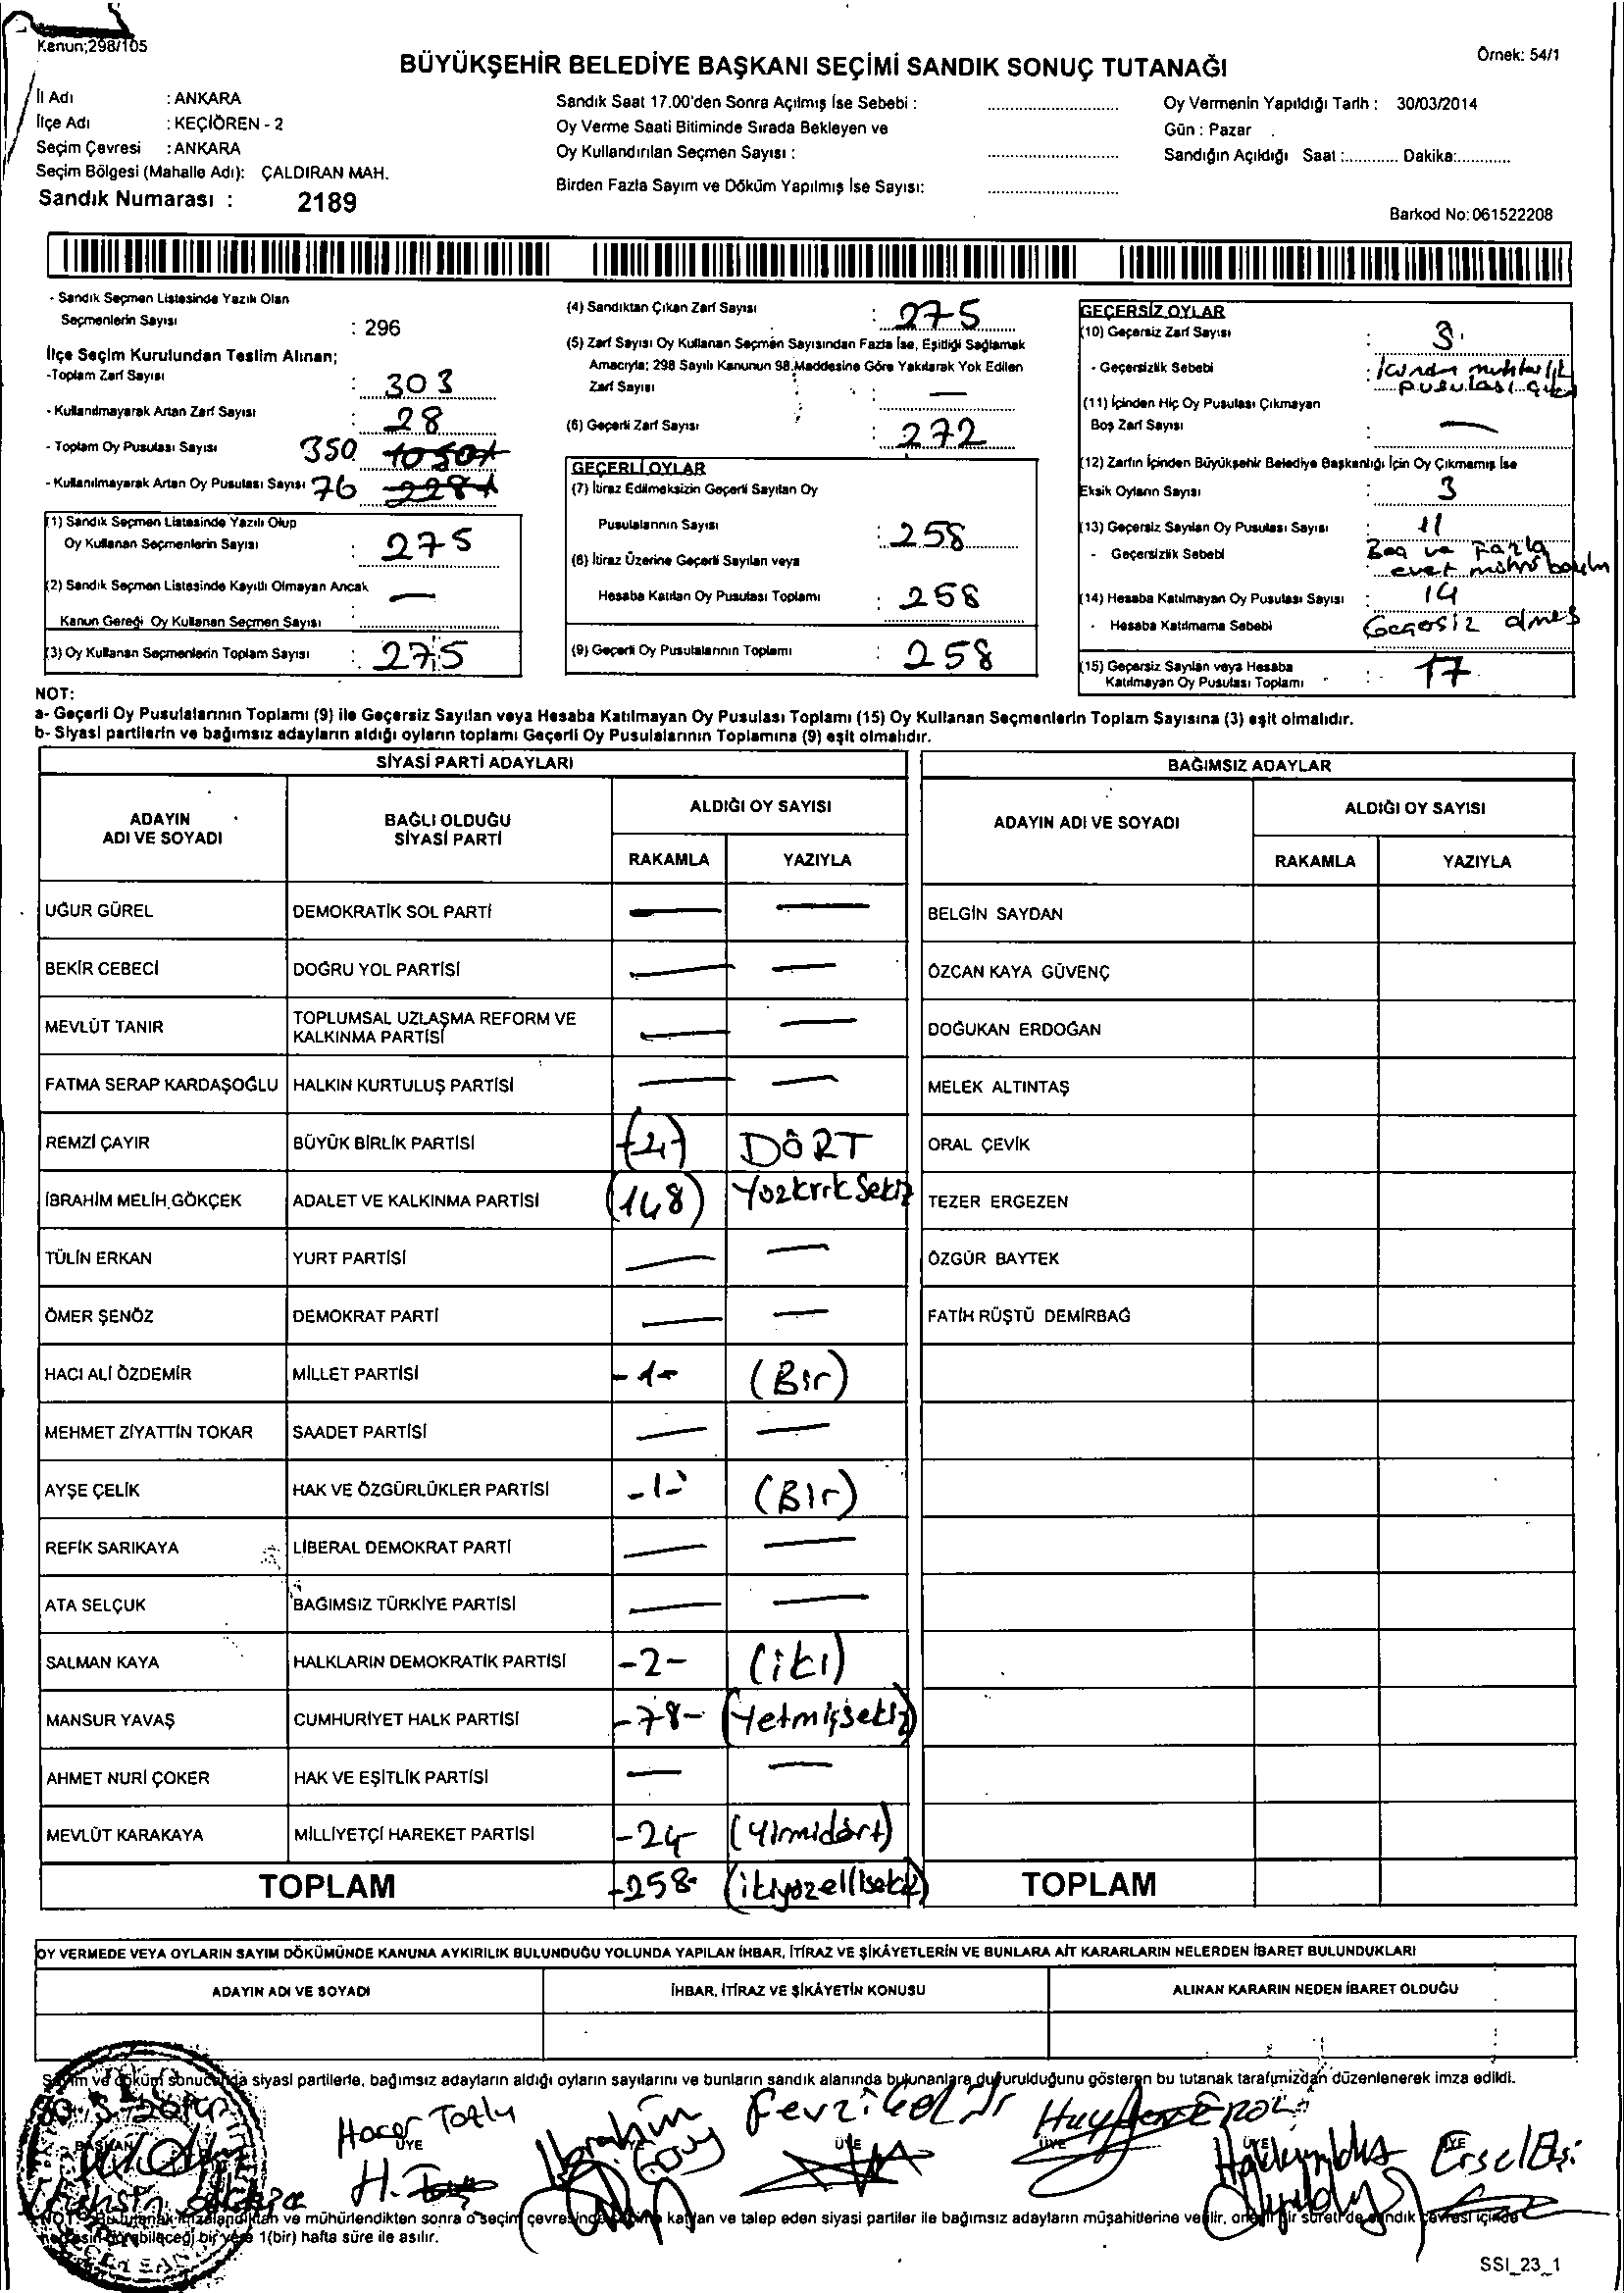 Kanun;298/105
Örnek: 54/1
BÜYÜKŞEHİR BELEDİYE BAŞKANI SEÇİMİ SANDIK SONUÇ TUTANAĞI
İl Adı : ANKARA
İlçe Adı : KEÇİÖREN - 2
Seçim Çevresi : ANKARA
Seçim Bölgesi (Mahalle Adı): ÇALDIRAN MAH.
Sandık Numarası : 2189
Sandık Saat 17.00'den Sonra Açılmış İse Sebebi :
Oy Verme Saati Bitiminde Sırada Bekleyen ve
Oy Kullandırılan Seçmen Sayısı :
Birden Fazla Sayım ve Döküm Yapılmış İse Sayısı:
Oy Vermenin Yapıldığı Tarih : 30/03/2014
Gün : Pazar
Sandığın Açıldığı Saat :............ Dakika:............
Barkod No: 061522208
- Sandık Seçmen Listesinde Yazılı Olan
Seçmenlerin Sayısı : 296
İlçe Seçim Kurulundan Teslim Alınan;
-Toplam Zarf Sayısı : 303
- Kullanılmayarak Artan Zarf Sayısı : 28
- Toplam Oy Pusulası Sayısı 350
- Kullanılmayarak Artan Oy Pusulası Sayısı 76
(1) Sandık Seçmen Listesinde Yazılı Olup
Oy Kullanan Seçmenlerin Sayısı : 275
(2) Sandık Seçmen Listesinde Kayıtlı Olmayan Ancak
Kanun Gereği Oy Kullanan Seçmen Sayısı : —
(3) Oy Kullanan Seçmenlerin Toplam Sayısı : 275
(4) Sandıktan Çıkan Zarf Sayısı : 275
(5) Zarf Sayısı Oy Kullanan Seçmen Sayısından Fazla İse, Eşitliği Sağlamak
Amacıyla; 298 Sayılı Kanunun 98.Maddesine Göre Yakılarak Yok Edilen
Zarf Sayısı : —
(6) Geçerli Zarf Sayısı : 272
GEÇERLİ OYLAR
(7) İtiraz Edilmeksizin Geçerli Sayılan Oy
Pusulalarının Sayısı : 258
(8) İtiraz Üzerine Geçerli Sayılan veya
Hesaba Katılan Oy Pusulası Toplamı : 258
(9) Geçerli Oy Pusulalarının Toplamı : 258
GEÇERSİZ OYLAR
(10) Geçersiz Zarf Sayısı : 3
- Geçersizlik Sebebi : içinden muhtarlık
pusulası çıktı
(11) İçinden Hiç Oy Pusulası Çıkmayan
Boş Zarf Sayısı : —
(12) Zarfın İçinden Büyükşehir Belediye Başkanlığı İçin Oy Çıkmamış İse
Eksik Oyların Sayısı : 3
(13) Geçersiz Sayılan Oy Pusulası Sayısı : 11
- Geçersizlik Sebebi : Boş ve Fazla
evet mührü
(14) Hesaba Katılmayan Oy Pusulası Sayısı : 14
- Hesaba Katılmama Sebebi Geçersiz
(15) Geçersiz Sayılan veya Hesaba
Katılmayan Oy Pusulası Toplamı : 17
NOT:
a- Geçerli Oy Pusulalarının Toplamı (9) ile Geçersiz Sayılan veya Hesaba Katılmayan Oy Pusulası Toplamı (15) Oy Kullanan Seçmenlerin Toplam Sayısına (3) eşit olmalıdır.
b- Siyasi partilerin ve bağımsız adayların aldığı oyların toplamı Geçerli Oy Pusulalarının Toplamına (9) eşit olmalıdır.
SİYASİ PARTİ ADAYLARI
ADAYIN
ADI VE SOYADI
BAĞLI OLDUĞU
SİYASİ PARTİ
ALDIĞI OY SAYISI
RAKAMLA YAZIYLA
UĞUR GÜREL DEMOKRATİK SOL PARTİ — —
BEKİR CEBECİ DOĞRU YOL PARTİSİ — —
MEVLÜT TANIR TOPLUMSAL UZLAŞMA REFORM VE
KALKINMA PARTİSİ — —
FATMA SERAP KARDAŞOĞLU HALKIN KURTULUŞ PARTİSİ — —
REMZİ ÇAYIR BÜYÜK BİRLİK PARTİSİ (-4-) DÖRT
İBRAHİM MELİH GÖKÇEK ADALET VE KALKINMA PARTİSİ (148) Yüzkırk Sekiz
TÜLİN ERKAN YURT PARTİSİ — —
ÖMER ŞENÖZ DEMOKRAT PARTİ — —
HACI ALİ ÖZDEMİR MİLLET PARTİSİ -1- (Bir)
MEHMET ZİYATTİN TOKAR SAADET PARTİSİ — —
AYŞE ÇELİK HAK VE ÖZGÜRLÜKLER PARTİSİ -1- (BIr)
REFİK SARIKAYA LİBERAL DEMOKRAT PARTİ — —
ATA SELÇUK BAĞIMSIZ TÜRKİYE PARTİSİ — —
SALMAN KAYA HALKLARIN DEMOKRATİK PARTİSİ -2- (iki)
MANSUR YAVAŞ CUMHURİYET HALK PARTİSİ -78- (Yetmişsekiz)
AHMET NURİ ÇOKER HAK VE EŞİTLİK PARTİSİ — —
MEVLÜT KARAKAYA MİLLİYETÇİ HAREKET PARTİSİ -24- (Yirmidört)
TOPLAM -258- (ikiyüzellisekiz)
BAĞIMSIZ ADAYLAR
ADAYIN ADI VE SOYADI
ALDIĞI OY SAYISI
RAKAMLA YAZIYLA
BELGİN SAYDAN
ÖZCAN KAYA GÜVENÇ
DOĞUKAN ERDOĞAN
MELEK ALTINTAŞ
ORAL ÇEVİK
TEZER ERGEZEN
ÖZGÜR BAYTEK
FATİH RÜŞTÜ DEMİRBAĞ
TOPLAM
OY VERMEDE VEYA OYLARIN SAYIM DÖKÜMÜNDE KANUNA AYKIRILIK BULUNDUĞU YOLUNDA YAPILAN İHBAR, İTİRAZ VE ŞİKÂYETLERİN VE BUNLARA AİT KARARLARIN NELERDEN İBARET BULUNDUKLARI
ADAYIN ADI VE SOYADI
İHBAR, İTİRAZ VE ŞİKÂYETİN KONUSU
ALINAN KARARIN NEDEN İBARET OLDUĞU
Sayım ve döküm sonucunda siyasi partilerle, bağımsız adayların aldığı oyların sayılarını ve bunların sandık alanında bulunanlara duyurulduğunu gösteren bu tutanak tarafımızdan düzenlenerek imza edildi.
30.3.2014
BAŞKAN
Hacer Tatlı
ÜYE
İbrahim
ÜYE
Fevzi
ÜYE
ÜYE
ÜYE
Ersel
ÜYE
NOT: Bu tutanak imzalandıktan ve mühürlendikten sonra o seçim çevresinde seçime katılan ve talep eden siyasi partiler ile bağımsız adayların müşahitlerine verilir, onaylı bir sureti de sandık çevresi içinde
herkesin görebileceği bir yere 1(bir) hafta süre ile asılır.
SSI_23_1